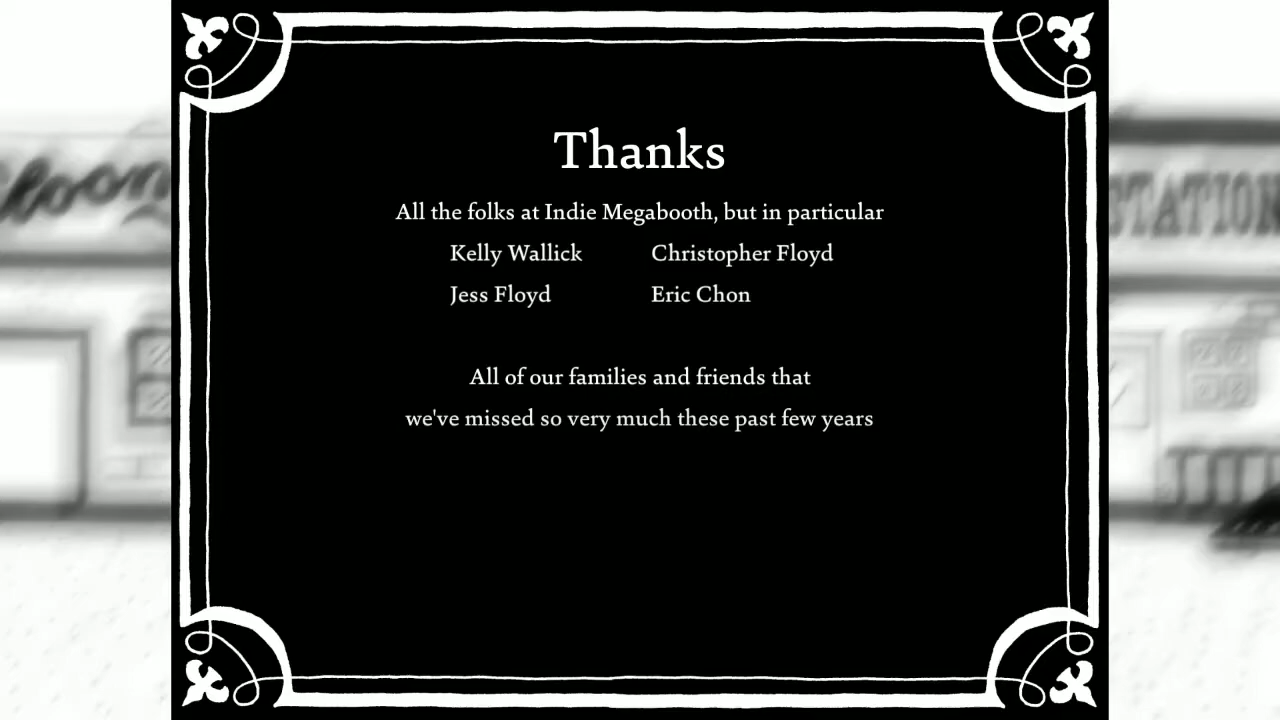 Thanks
All the folks at Indie Megabooth, but in particular
Kelly Wallick Christopher Floyd
Jess Floyd Eric Chon
All of our families and friends that
we've missed so very much these past few years
STATION